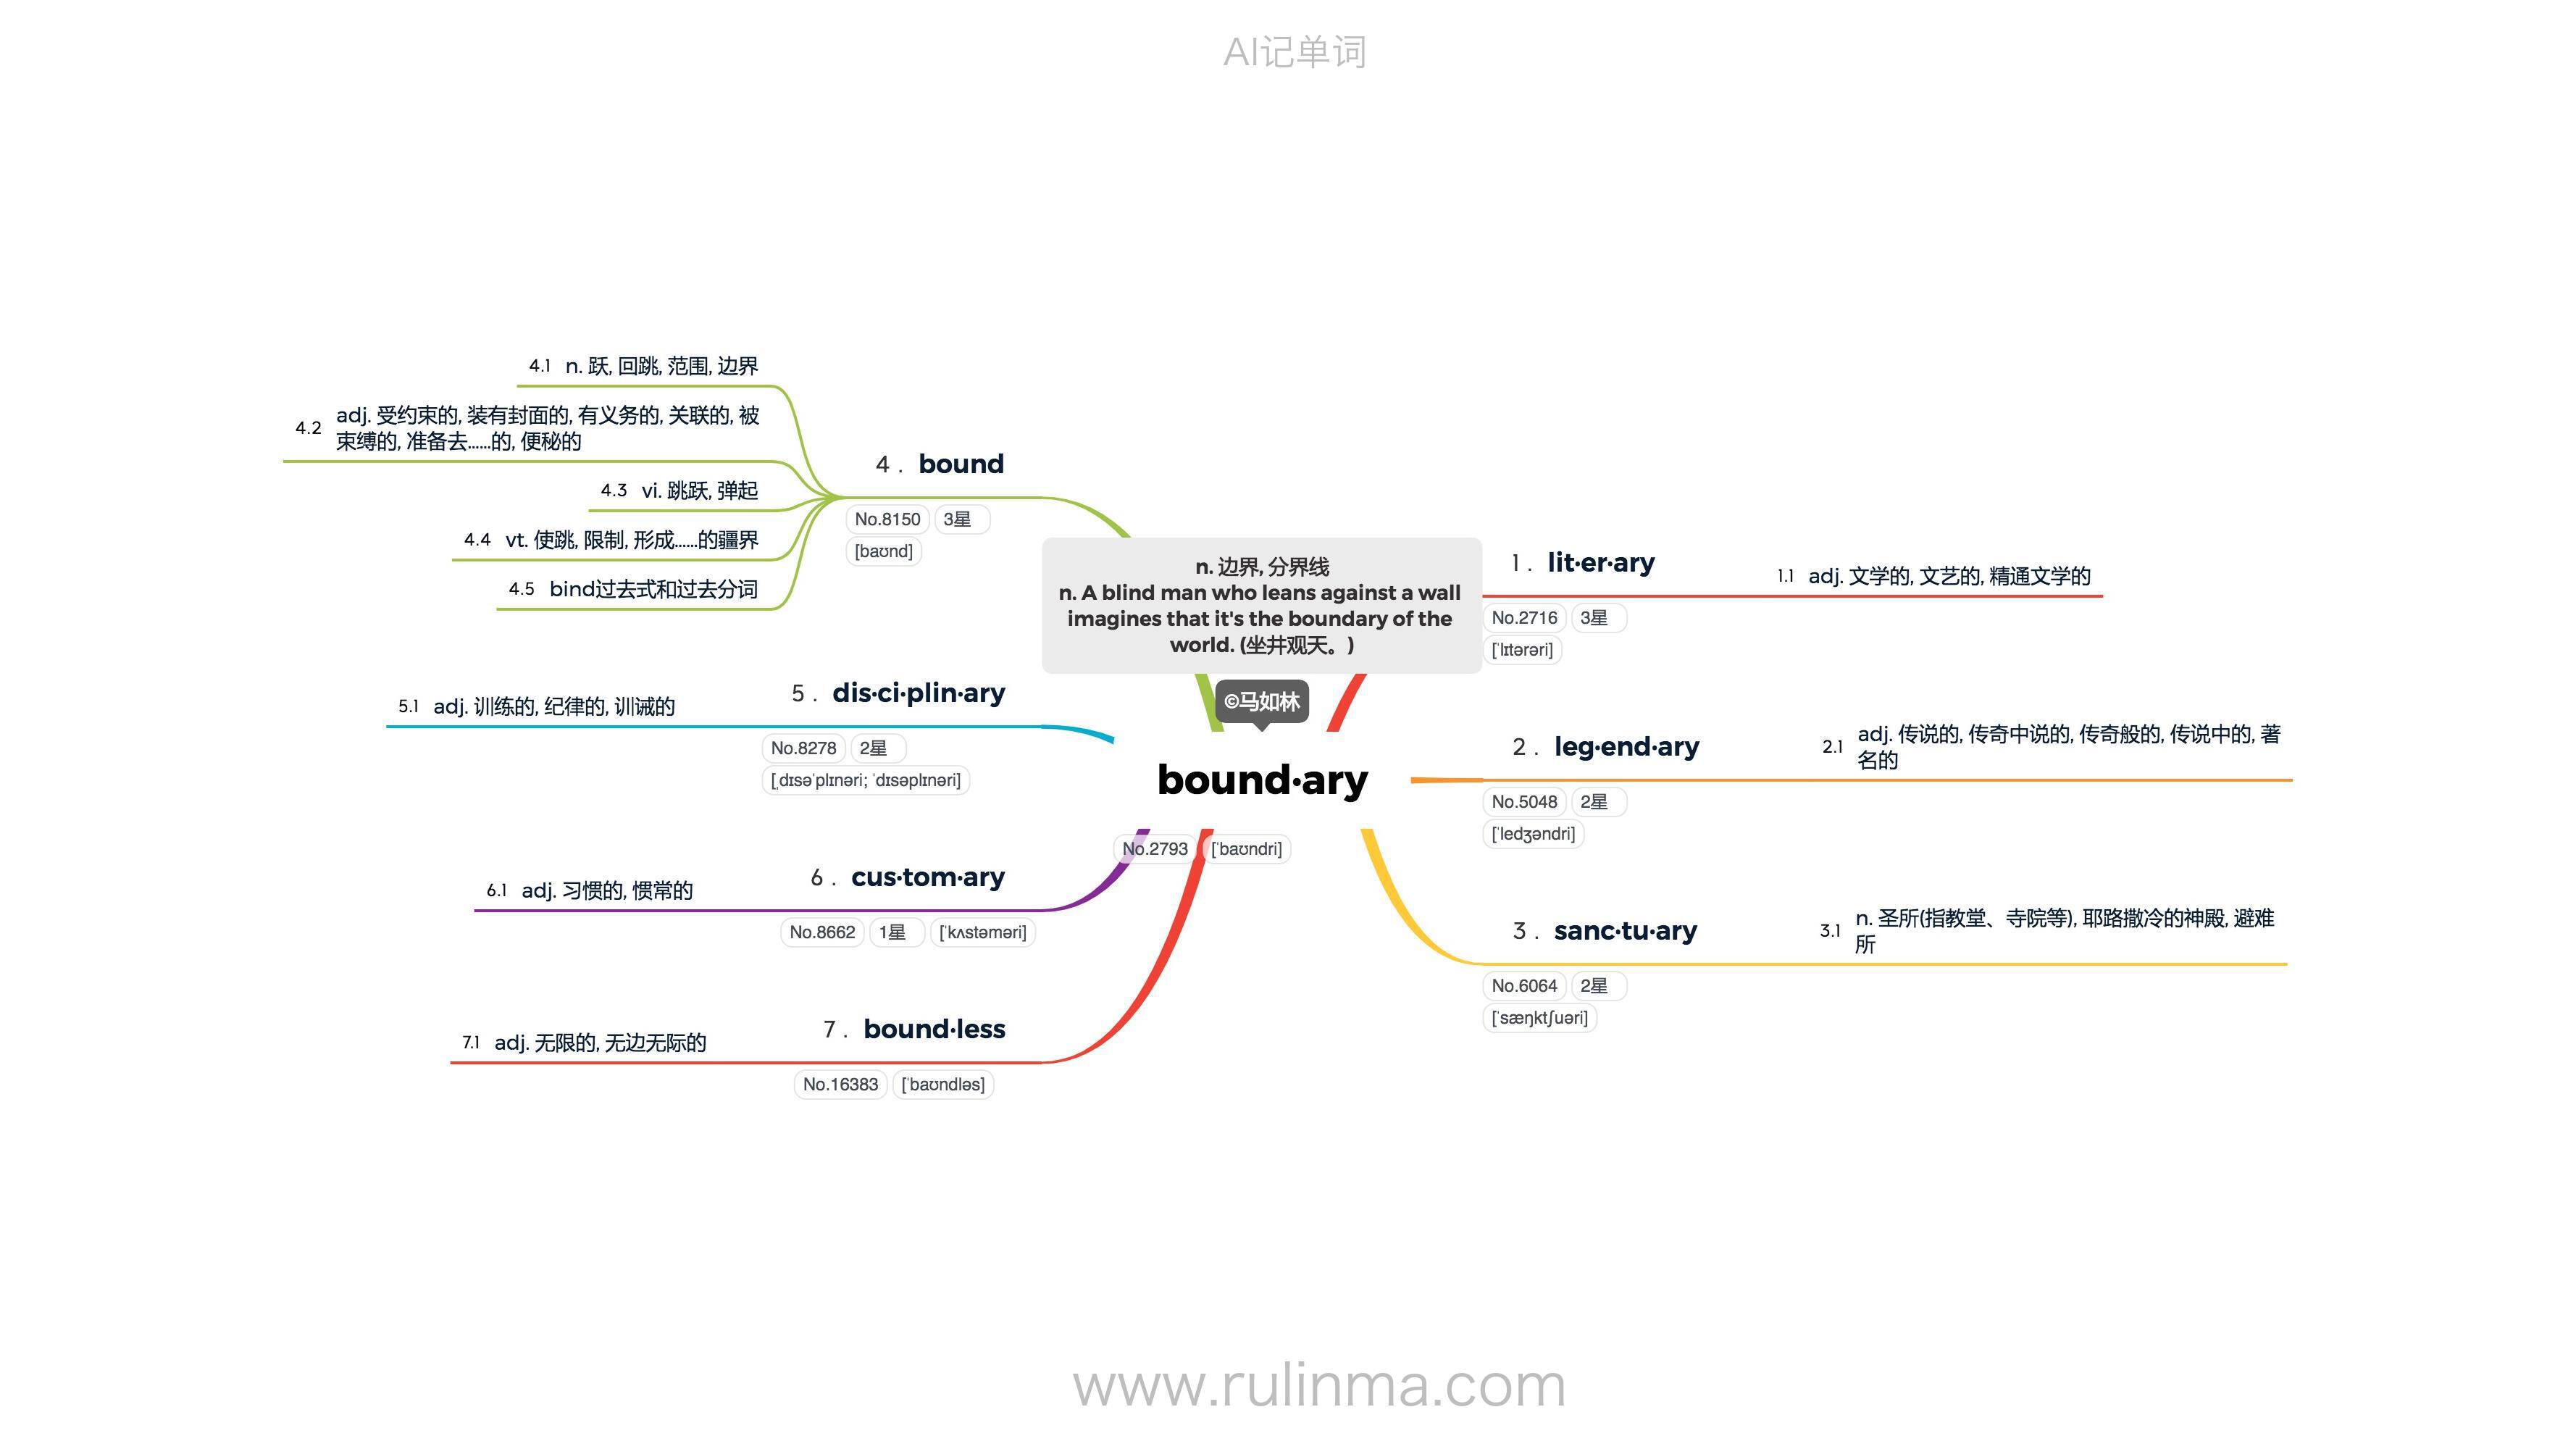 AI记单词
4.1 n. 跃, 回跳, 范围, 边界
4.2 adj. 受约束的, 装有封面的, 有义务的, 关联的, 被
束缚的, 准备去……的, 便秘的
4.3 vi. 跳跃, 弹起
4.4 vt. 使跳, 限制, 形成……的疆界
4.5 bind过去式和过去分词
4 . bound
No.8150 3星
[baʊnd]
5.1 adj. 训练的, 纪律的, 训诫的
5 . dis·ci·plin·ary
No.8278 2星
[ˌdɪsəˈplɪnəri; ˈdɪsəplɪnəri]
6.1 adj. 习惯的, 惯常的
6 . cus·tom·ary
No.8662 1星 [ˈkʌstəməri]
7.1 adj. 无限的, 无边无际的
7 . bound·less
No.16383 [ˈbaʊndləs]
n. 边界, 分界线
n. A blind man who leans against a wall
imagines that it's the boundary of the
world. (坐井观天。)
©马如林
bound·ary
No.2793 [ˈbaʊndri]
1 . lit·er·ary
No.2716 3星
[ˈlɪtərəri]
1.1 adj. 文学的, 文艺的, 精通文学的
2 . leg·end·ary
No.5048 2星
[ˈledʒəndri]
2.1 adj. 传说的, 传奇中说的, 传奇般的, 传说中的, 著
名的
3 . sanc·tu·ary
No.6064 2星
[ˈsæŋktʃuəri]
3.1 n. 圣所(指教堂、寺院等), 耶路撒冷的神殿, 避难
所
www.rulinma.com